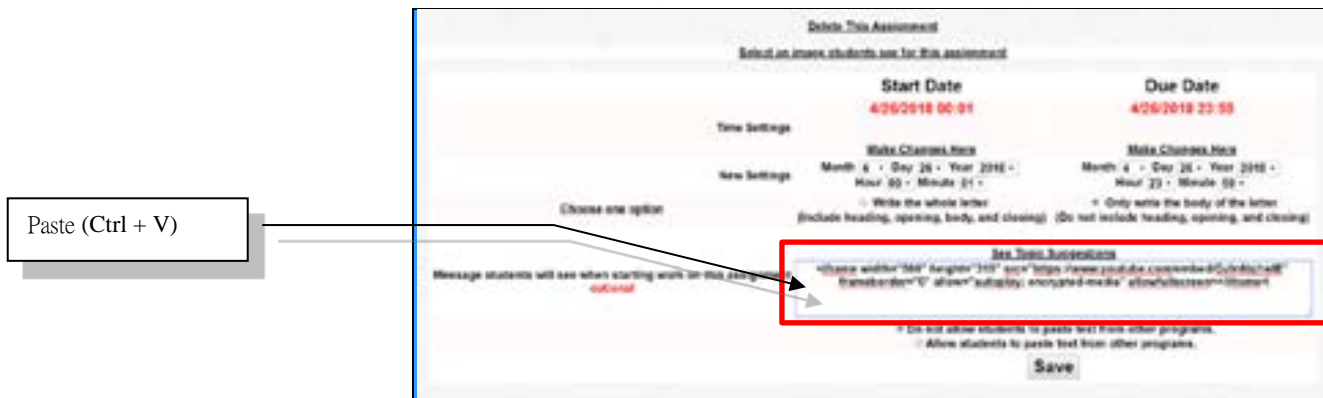 Delete This Assignment
Select an image students see for this assignment
Start Date Due Date
4/26/2018 00:01 4/26/2018 23:55
Time Settings
Make Changes Here Make Changes Here
New Settings
Month 4 - Day 26 - Year 2018 - Month 4 - Day 26 - Year 2018 -
Hour 00 - Minute 01 - Hour 23 - Minute
Choose one option
Write the whole letter Only write the body of the letter
(Include heading, opening, body, and closing) (Do not include heading, opening, and closing)
Paste (Ctrl + V)
See Topic Suggestions
Message students will see when starting work on this assignment
optional
<iframe width="560" height="315" src="https://www.youtube.com/embed/
frameborder="0" allow="autoplay; encrypted-media" allowfullscreen></iframe>
Do not allow students to paste text from other programs.
Allow students to paste text from other programs.
Save